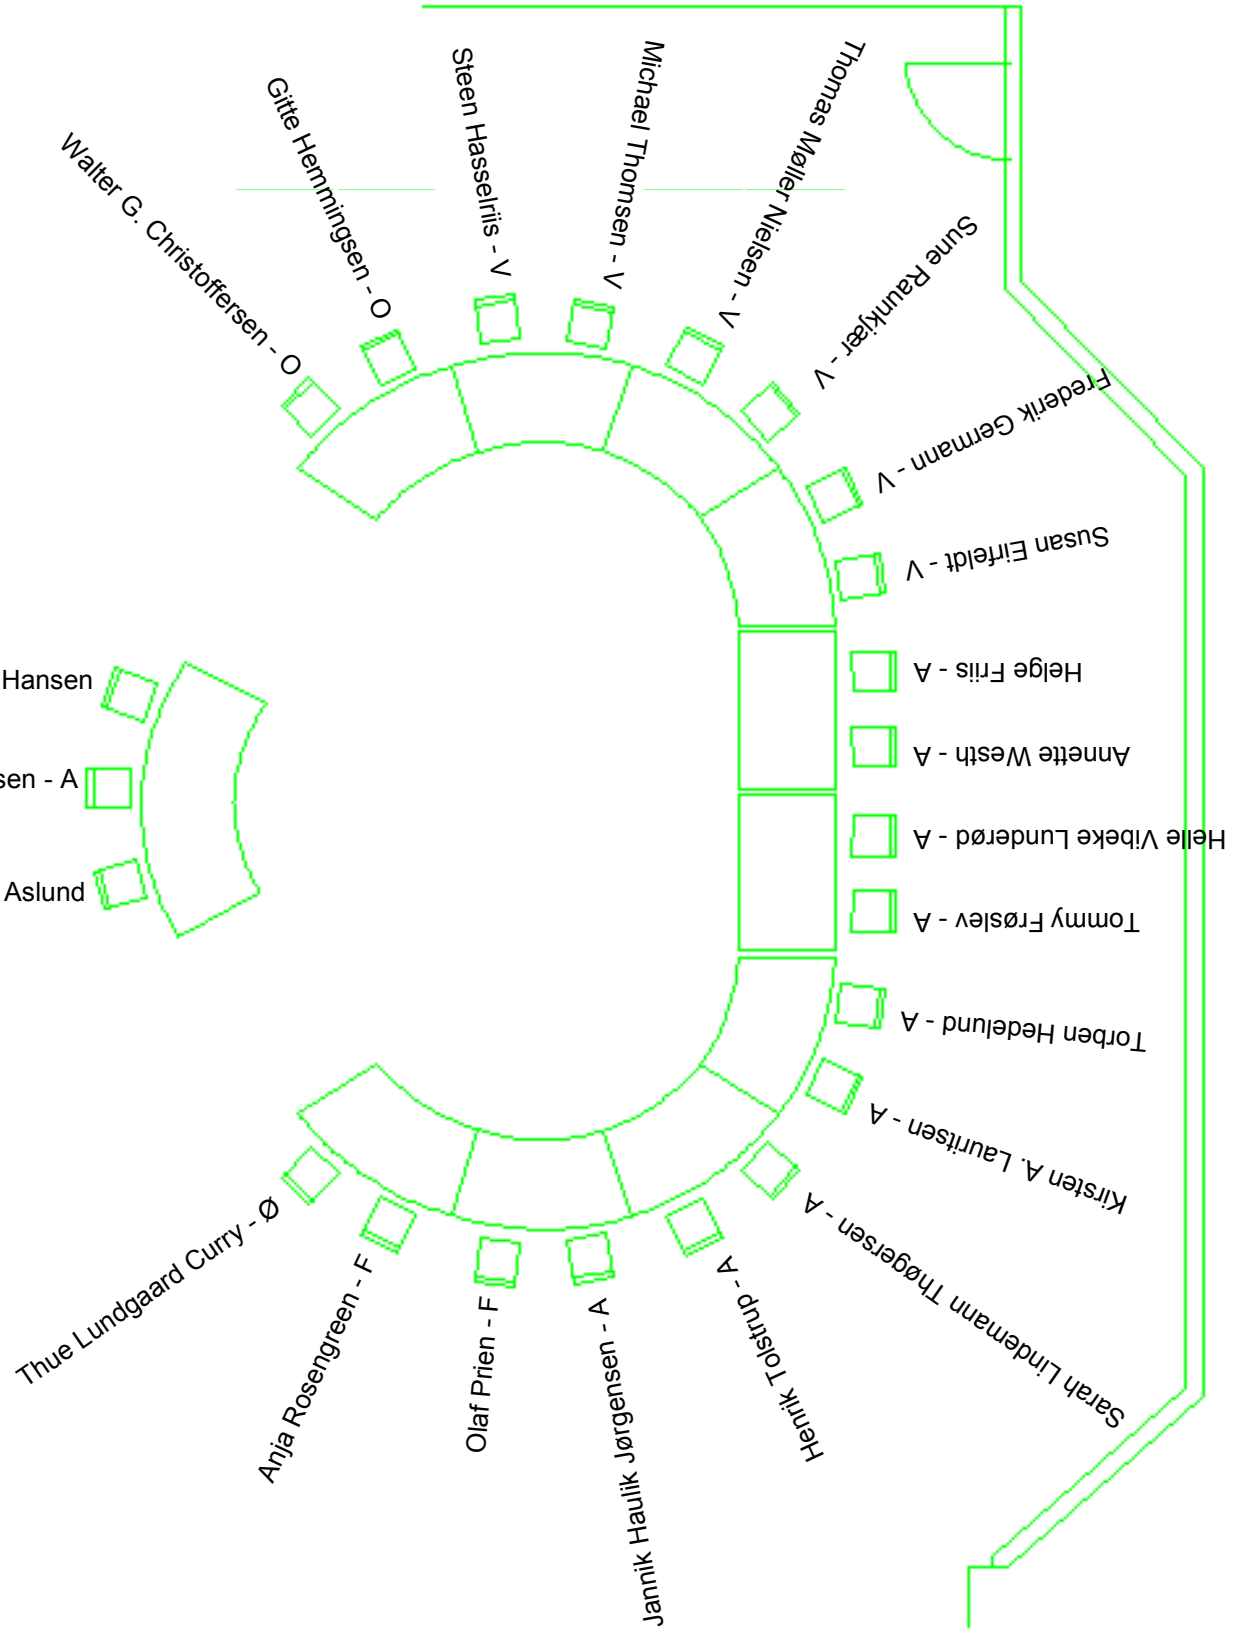 Walter G. Christoffersen - O
Gitte Hemmingsen - O
Steen Hasselriis - V
Michael Thomsen - V
Thomas Møller Nielsen - V
Sune Raunkjær - V
Frederik Germann - V
Susan Eirfeldt - V
Helge Friis - A
Annette Westh - A
Helle Vibeke Lunderød - A
Tommy Frøslev - A
Torben Hedelund - A
Kirsten A. Lauritsen - A
Sarah Lindemann Thøgersen - A
Henrik Tolstrup - A
Jannik Haulik Jørgensen - A
Olaf Prien - F
Anja Rosengreen - F
Thue Lundgaard Curry - Ø
Hansen
sen - A
Aslund